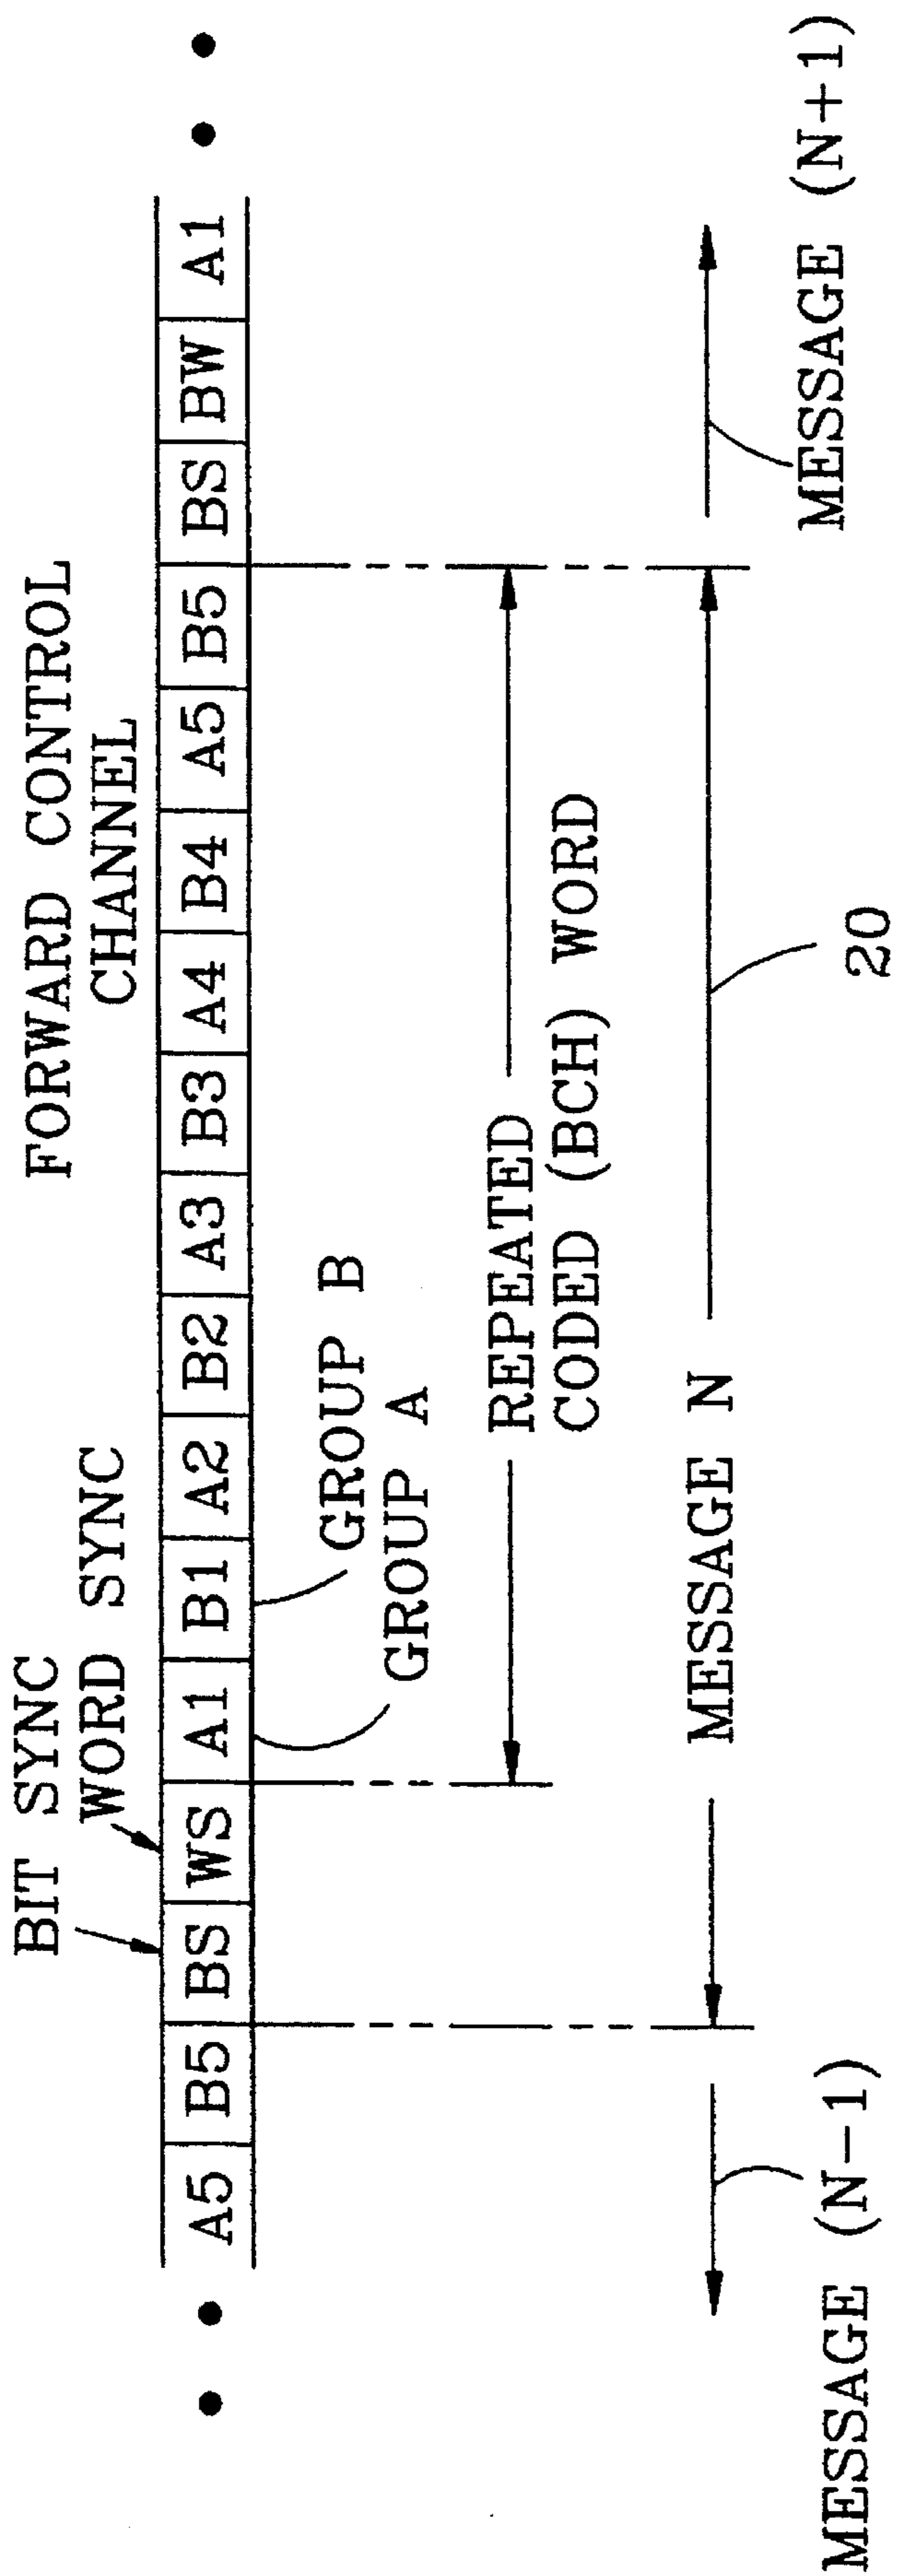 FORWARD CONTROL
CHANNEL
BIT SYNC
WORD SYNC
A5 B5 BS WS A1 B1 A2 B2 A3 B3 A4 B4 A5 B5 BS BW A1
GROUP B
GROUP A
REPEATED
CODED (BCH) WORD
MESSAGE N
20
MESSAGE (N-1)
MESSAGE (N+1)